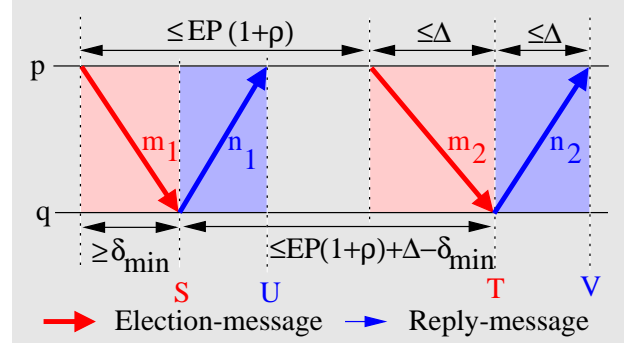 ≤EP(1+ρ) ≤Δ ≤Δ
p
m1 n1 m2 n2
q
≥δmin ≤EP(1+ρ)+Δ−δmin
S U T V
Election-message Reply-message